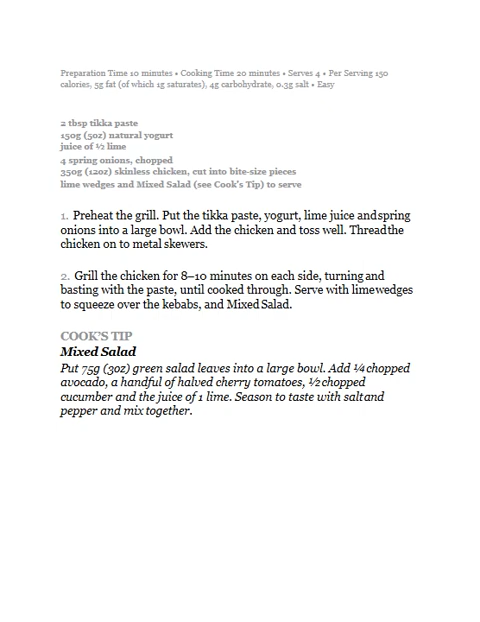 Preparation Time 10 minutes • Cooking Time 20 minutes • Serves 4 • Per Serving 150
calories, 5g fat (of which 1g saturates), 4g carbohydrate, 0.3g salt • Easy
2 tbsp tikka paste
150g (5oz) natural yogurt
juice of ½ lime
4 spring onions, chopped
350g (12oz) skinless chicken, cut into bite-size pieces
lime wedges and Mixed Salad (see Cook's Tip) to serve
1. Preheat the grill. Put the tikka paste, yogurt, lime juice andspring
onions into a large bowl. Add the chicken and toss well. Threadthe
chicken on to metal skewers.
2. Grill the chicken for 8–10 minutes on each side, turning and
basting with the paste, until cooked through. Serve with limewedges
to squeeze over the kebabs, and Mixed Salad.
COOK'S TIP
Mixed Salad
Put 75g (3oz) green salad leaves into a large bowl. Add ¼ chopped
avocado, a handful of halved cherry tomatoes, ½ chopped
cucumber and the juice of 1 lime. Season to taste with saltand
pepper and mix together.